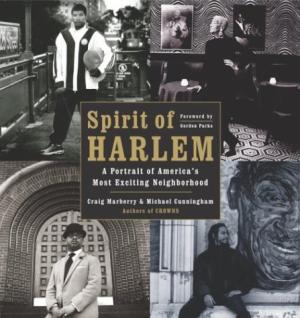 Spirit of
Foreword by
Gordon Parks
HARLEM
A Portrait of America's
Most Exciting Neighborhood
Craig Marberry & Michael Cunningham
Authors of CROWNS